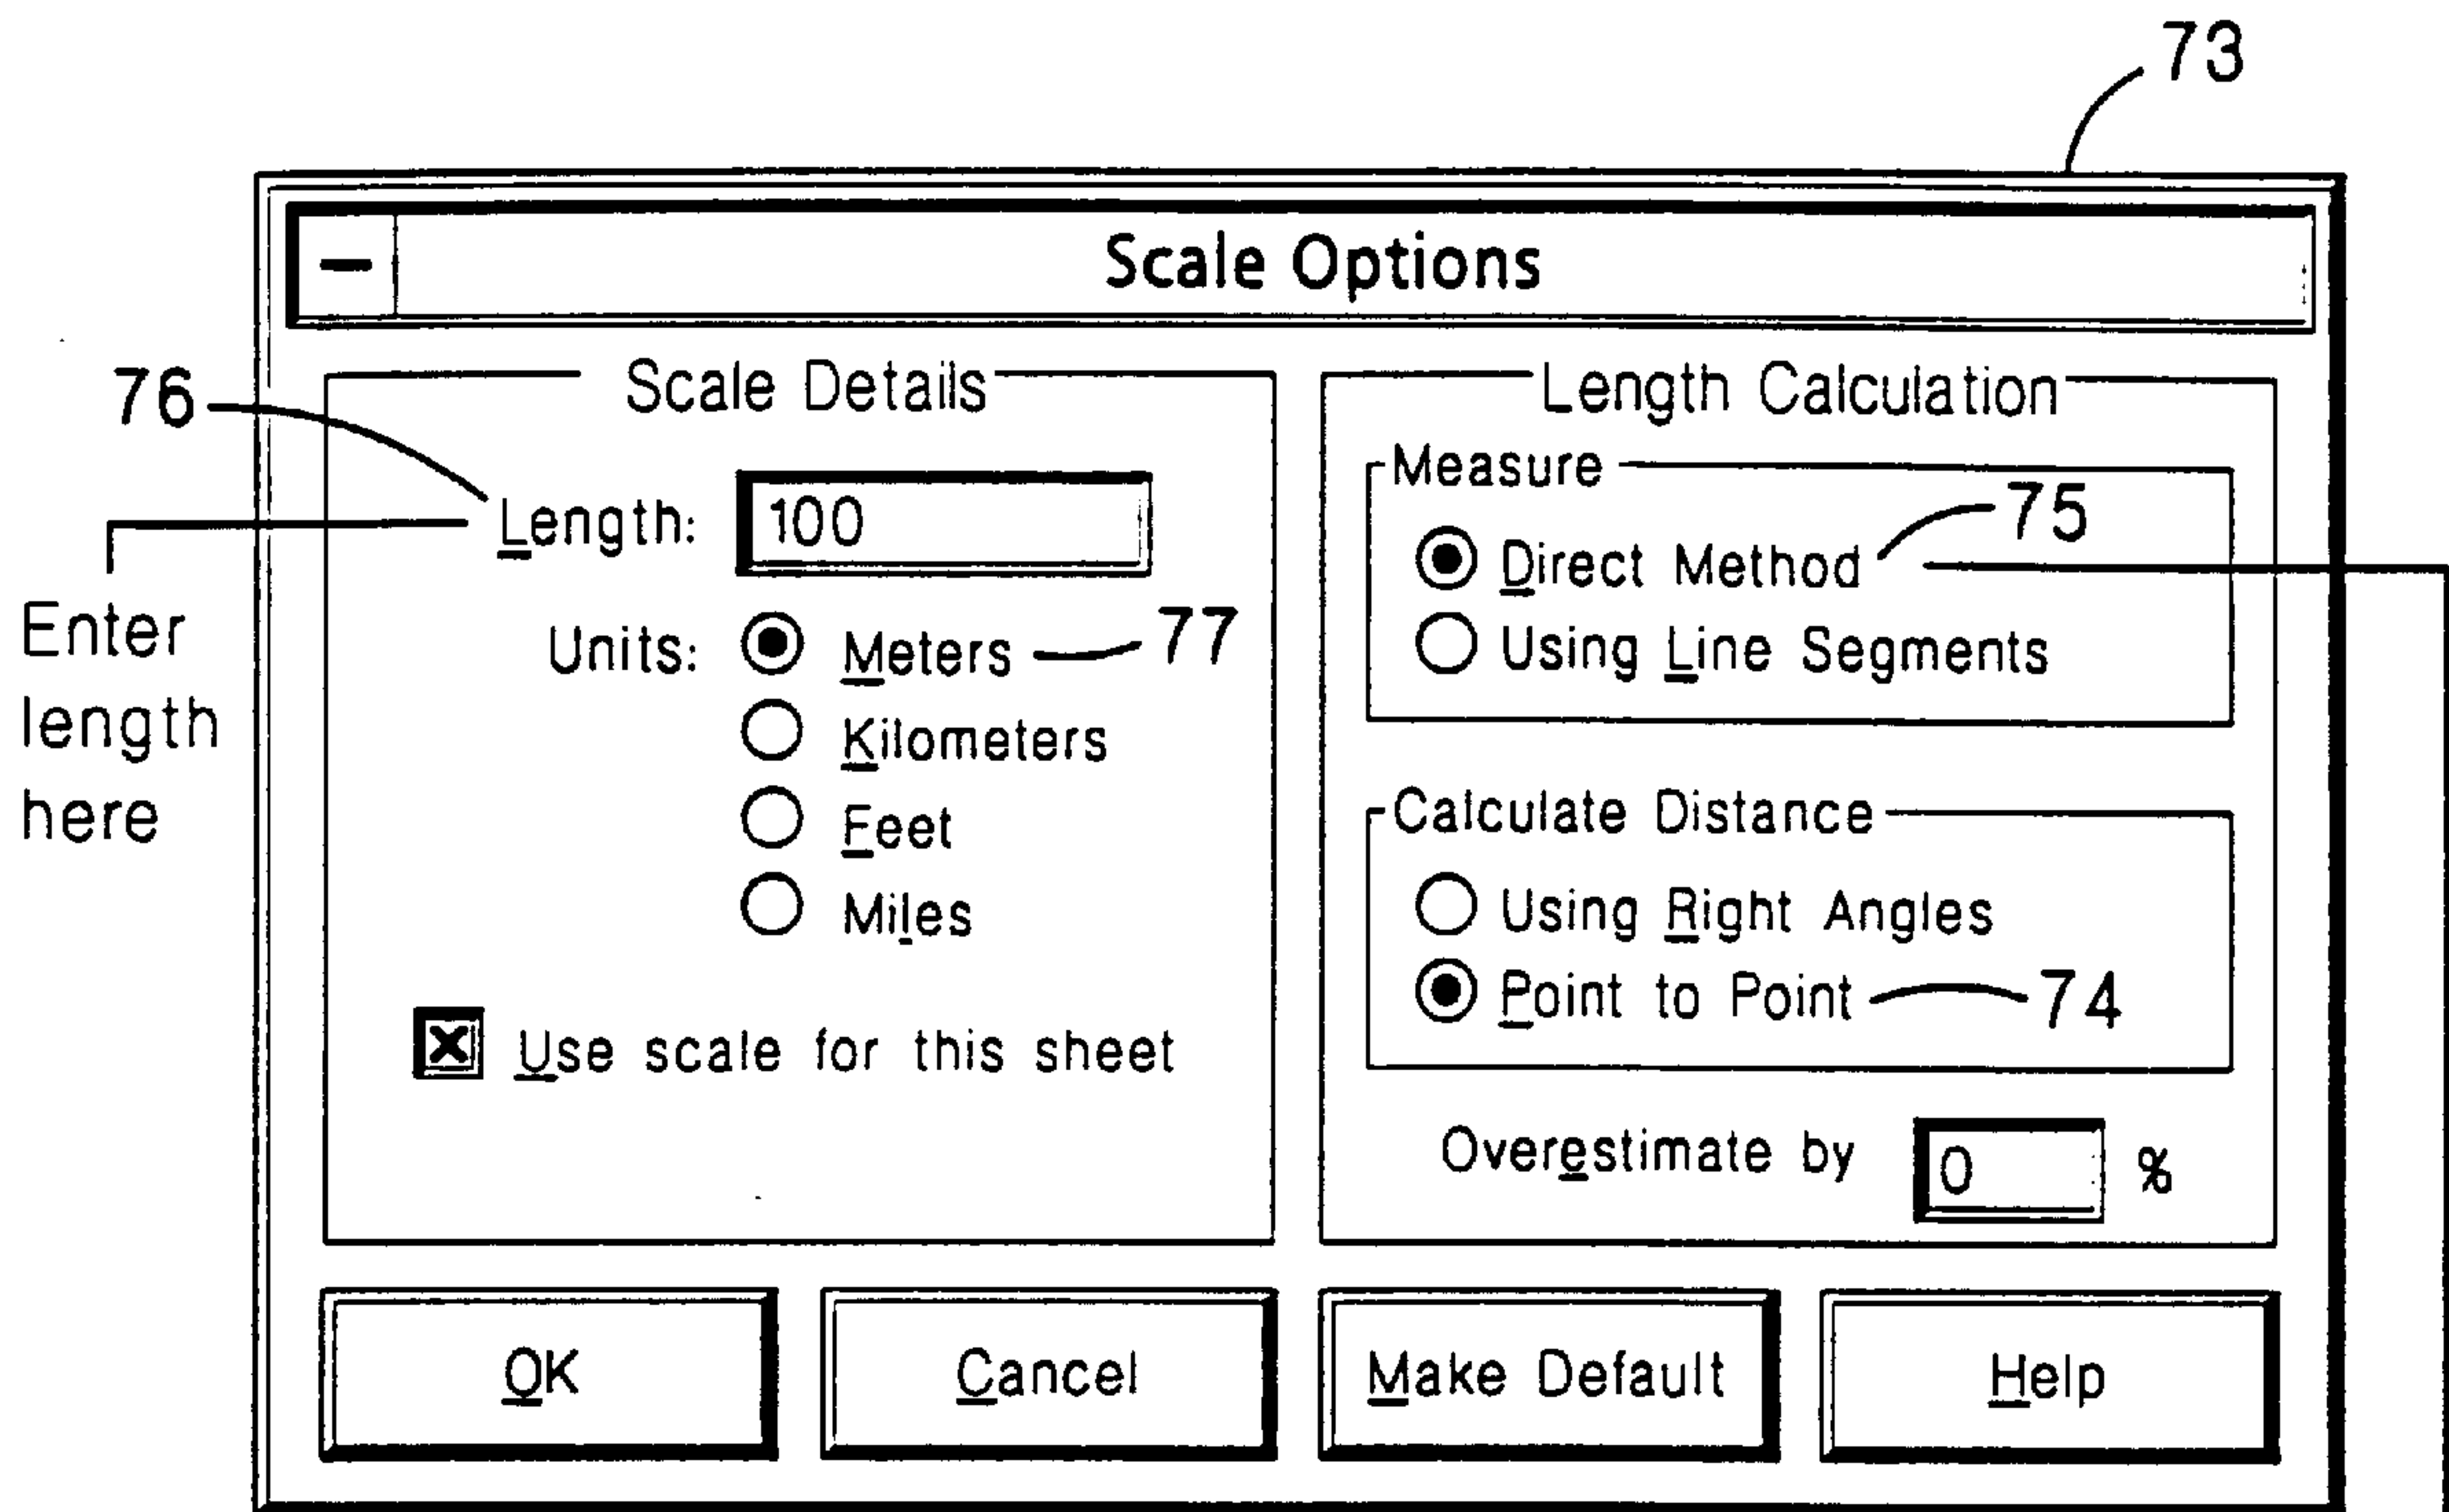 73
Scale Options
76
Scale Details
Length: 100
Enter
length
here
Units: Meters 77
Kilometers
Feet
Miles
Use scale for this sheet
Length Calculation
Measure
75
Direct Method
Using Line Segments
Calculate Distance
Using Right Angles
Point to Point 74
Overestimate by 0 %
OK
Cancel
Make Default
Help